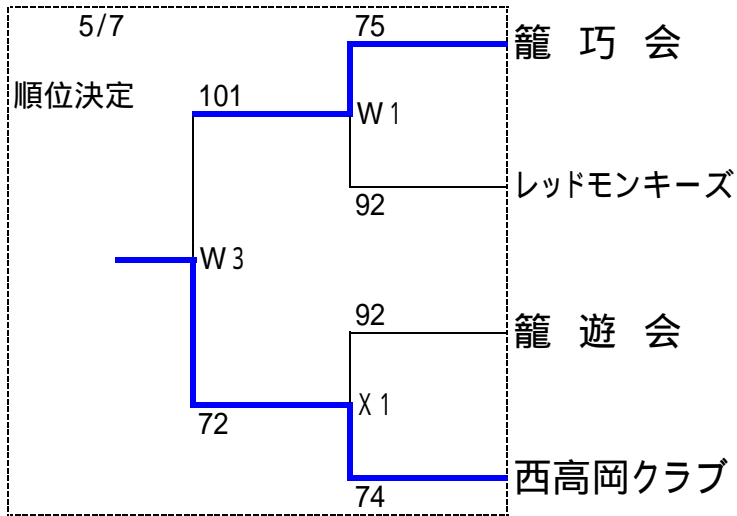 5/7
75
籠 巧 会
順位決定
101
W1
92
レッドモンキーズ
W3
92
籠 遊 会
X1
72
74
西高岡クラブ